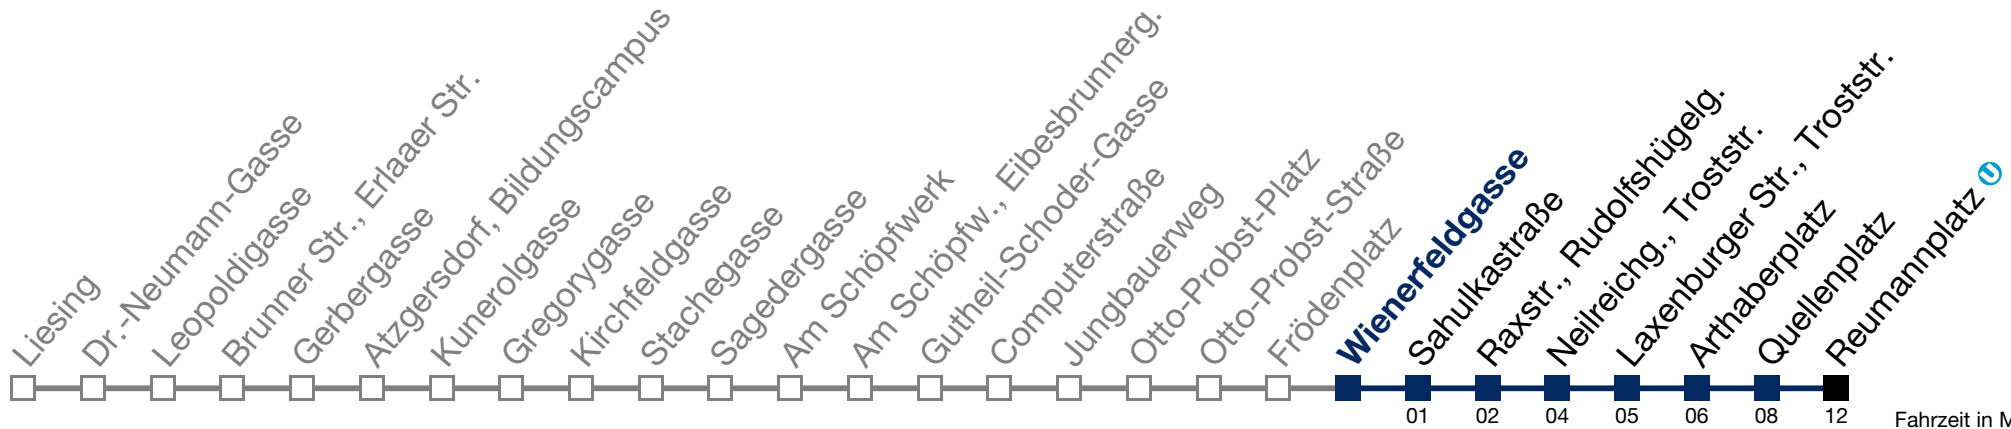 Liesing
Dr.-Neumann-Gasse
Leopoldigasse
Brunner Str., Erlaaer Str.
Gerbergasse
Atzgersdorf, Bildungscampus
Kunerolgasse
Gregorygasse
Kirchfeldgasse
Stachegasse
Sagedergasse
Am Schöpfwerk
Am Schöpfw., Eibesbrunnerg.
Gutheil-Schoder-Gasse
Computerstraße
Jungbauerweg
Otto-Probst-Platz
Otto-Probst-Straße
Frödenplatz
Wienerfeldgasse
Sahulkastraße
Raxstr., Rudolfshügelg.
Neilreichg., Troststr.
Laxenburger Str., Troststr.
Arthaberplatz
Quellenplatz
Reumannplatz U
01 02 04 05 06 08 12
Fahrzeit in M